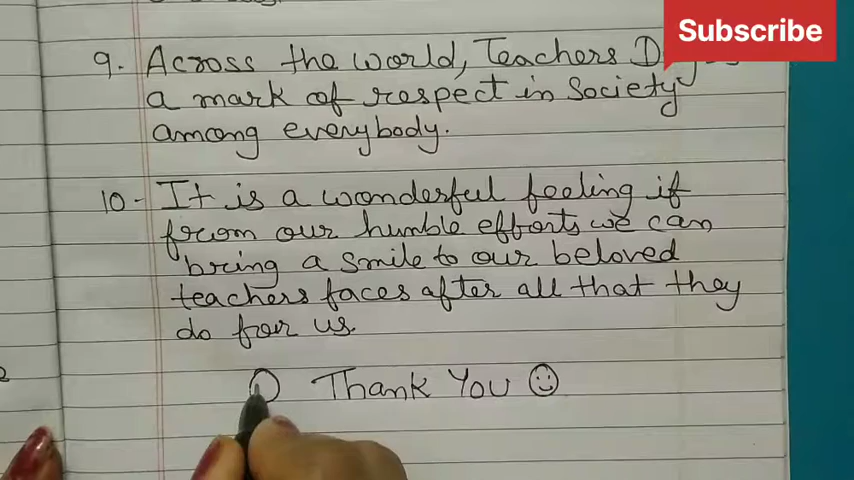 Subscribe
9. Across the world, Teachers
a mark of respect in Society
among everybody.
10- It is a wonderful feeling if
from our humble efforts we can
bring a smile to our beloved
teachers faces after all that they
do for us.
Thank You